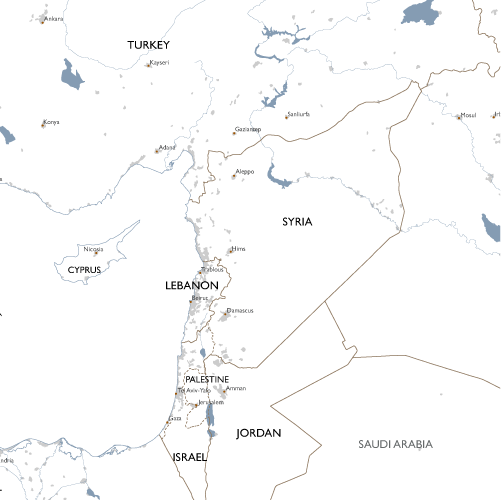 Ankara
TURKEY
Kayseri
Sanliurfa
Mosul
Konya
Gaziantep
Adana
Aleppo
SYRIA
Nicosia
Hims
CYPRUS
Trablous
LEBANON
Beirut
Damascus
PALESTINE
Tel Aviv-Yafo
Amman
Jerusalem
Gaza
JORDAN
SAUDI ARABIA
ISRAEL